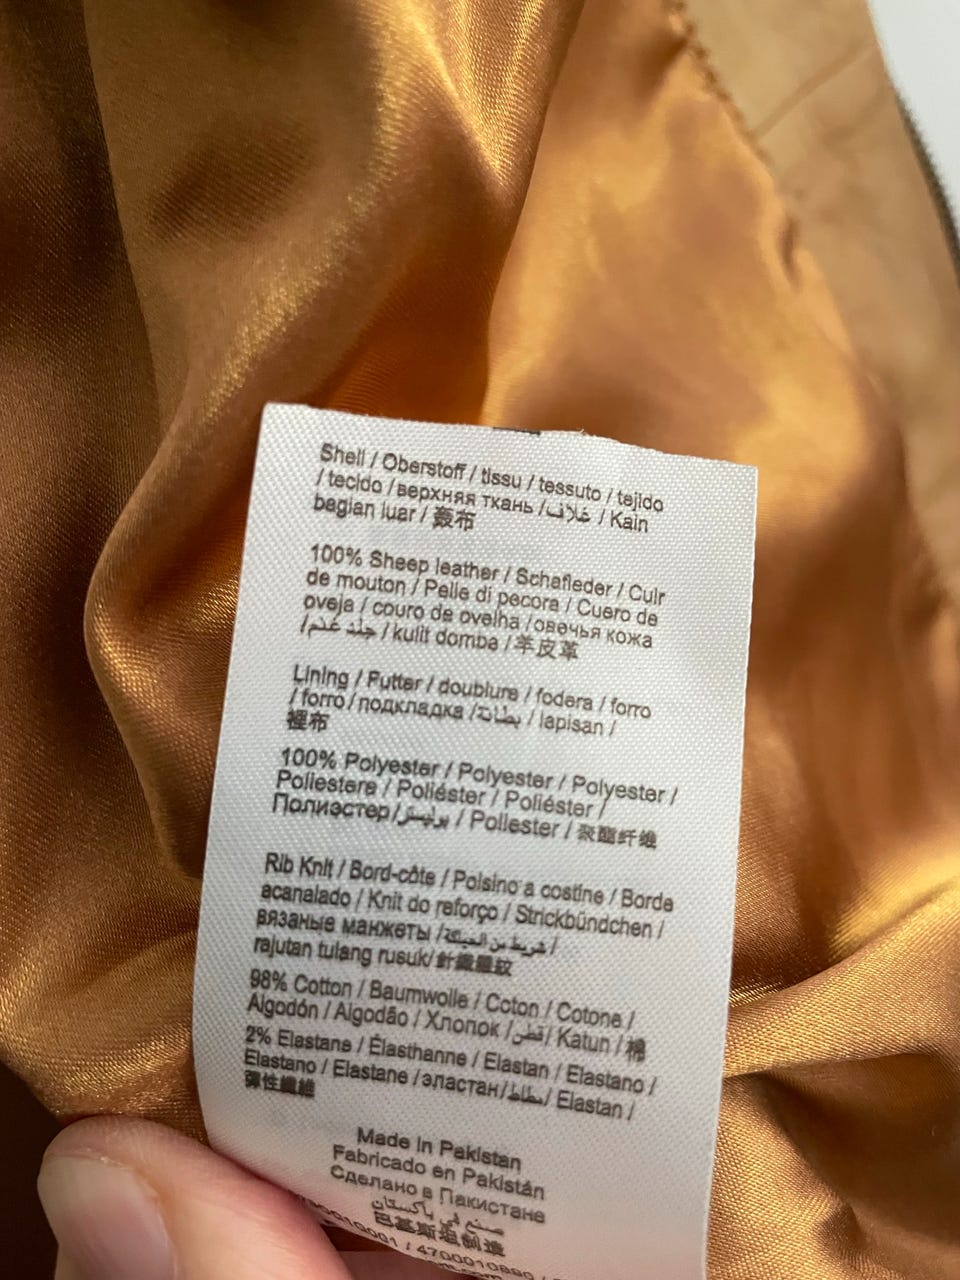 Shell / Oberstoff / tissu / tessuto / tejido
/ tecido / верхняя ткань / غلاف / Kain
bagian luar / 表布
100% Sheep leather / Schafleder / Cuir
de mouton / Pelle di pecora / Cuero de
oveja / couro de ovelha / овечья кожа
/ جلد غنم / kulit domba / 羊皮革
Lining / Futter / doublure / fodera / forro
/ forro / подкладка / بطانة / lapisan /
裡布
100% Polyester / Polyester / Polyester /
Poliestere / Poliéster / Poliéster /
Полиэстер / بوليستر / Poliester / 聚酯纤维
Rib Knit / Bord-côte / Polsino a costine / Borde
acanalado / Knit do reforço / Strickbündchen /
вязаные манжеты / شريط من الحياكة /
rajutan tulang rusuk/ 針織羅紋
98% Cotton / Baumwolle / Coton / Cotone /
Algodón / Algodão / Хлопок / قطن / Katun / 棉
2% Elastane / Élasthanne / Elastan / Elastano /
Elastano / Elastane / эластан / مطاط / Elastan /
彈性纖維
Made in Pakistan
Fabricado en Pakistán
Сделано в Пакистане
صنع في باكستان
巴基斯坦制造
/ 4700010890 /